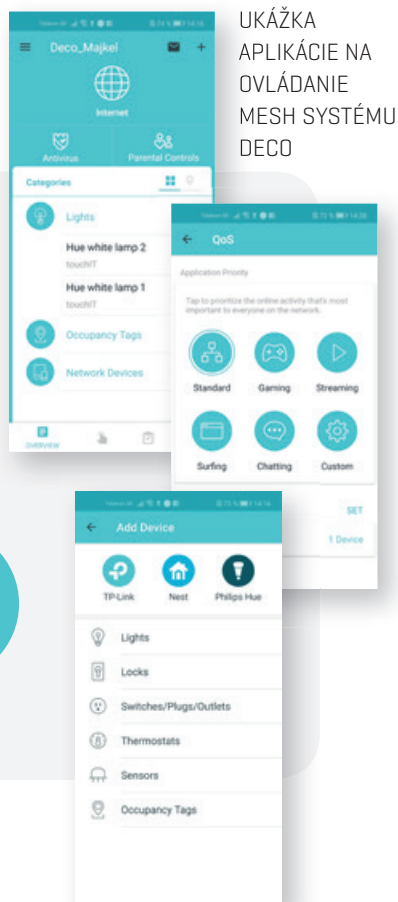 UKÁŽKA
APLIKÁCIE NA
OVLÁDANIE
MESH SYSTÉMU
DECO
Deco_Majkel
Internet
Antivirus Parental Controls
Categories
Lights
Hue white lamp 2
touchIT
Hue white lamp 1
touchIT
Occupancy Tags
Network Devices
OVERVIEW
QoS
Application Priority
Tap to prioritize the online activity that's most
important to everyone on the network.
Standard Gaming Streaming
Surfing Chatting Custom
SET
1 Device
Add Device
TP-Link Nest Philips Hue
Lights
Locks
Switches/Plugs/Outlets
Thermostats
Sensors
Occupancy Tags